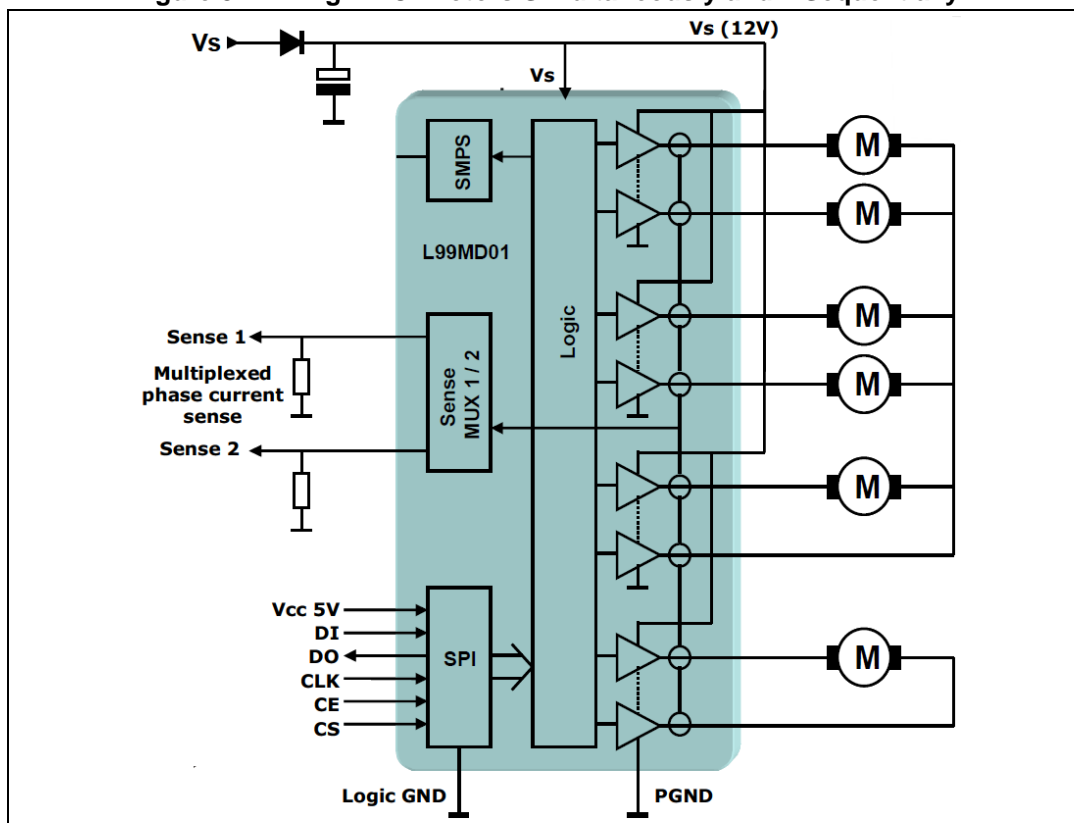 Vs (12V)
Vs
Vs
SMPS
L99MD01
Logic
Sense 1
Multiplexed
phase current
sense
Sense
MUX 1 / 2
Sense 2
M
M
M
M
M
M
Vcc 5V
DI
DO
CLK
CE
CS
SPI
Logic GND
PGND